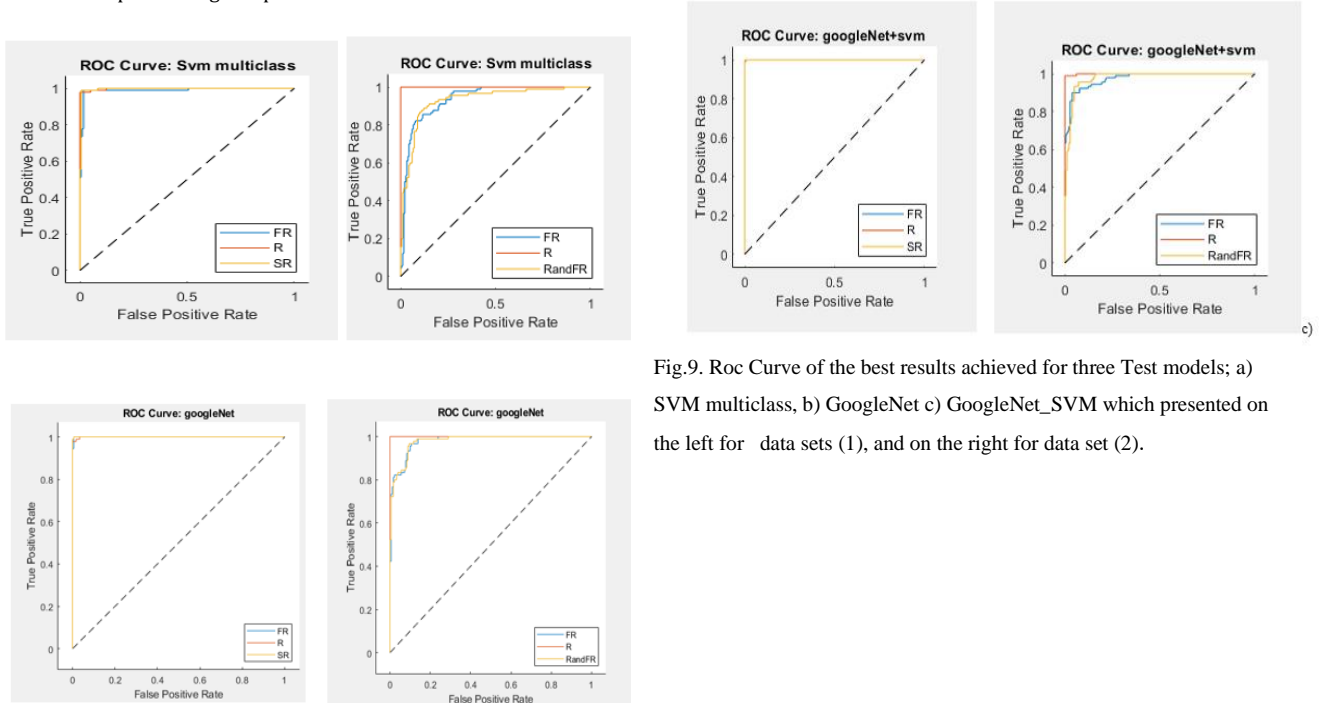 ROC Curve: Svm multiclass
1
0.8
0.6
0.4
0.2
0
True Positive Rate
FR
R
SR
0 0.5 1
False Positive Rate
ROC Curve: Svm multiclass
1
0.8
0.6
0.4
0.2
0
True Positive Rate
FR
R
RandFR
0 0.5 1
False Positive Rate
ROC Curve: googleNet
1
0.8
0.6
0.4
0.2
0
True Positive Rate
FR
R
SR
0 0.2 0.4 0.6 0.8 1
False Positive Rate
ROC Curve: googleNet
1
0.8
0.6
0.4
0.2
0
True Positive Rate
FR
R
RandFR
0 0.2 0.4 0.6 0.8 1
False Positive Rate
ROC Curve: googleNet+svm
1
0.8
0.6
0.4
0.2
0
True Positive Rate
FR
R
SR
0 0.5 1
False Positive Rate
ROC Curve: googleNet+svm
1
0.8
0.6
0.4
0.2
0
True Positive Rate
FR
R
RandFR
0 0.5 1
False Positive Rate
c)
Fig.9. Roc Curve of the best results achieved for three Test models; a)
SVM multiclass, b) GoogleNet c) GoogleNet_SVM which presented on
the left for data sets (1), and on the right for data set (2).